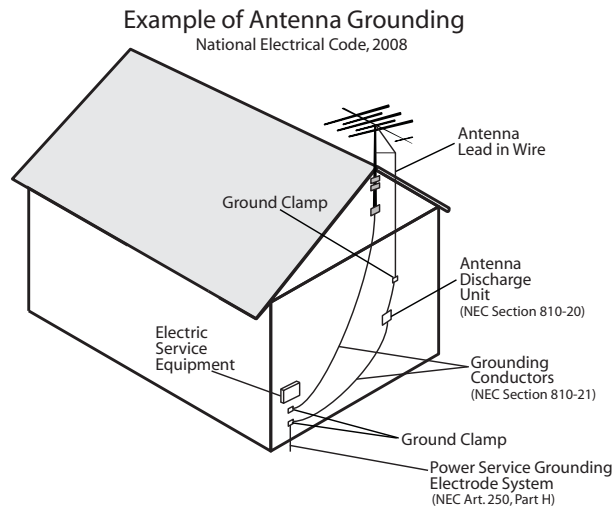 Example of Antenna Grounding
National Electrical Code, 2008
Antenna
Lead in Wire
Ground Clamp
Antenna
Discharge
Unit
(NEC Section 810-20)
Electric
Service
Equipment
Grounding
Conductors
(NEC Section 810-21)
Ground Clamp
Power Service Grounding
Electrode System
(NEC Art. 250, Part H)